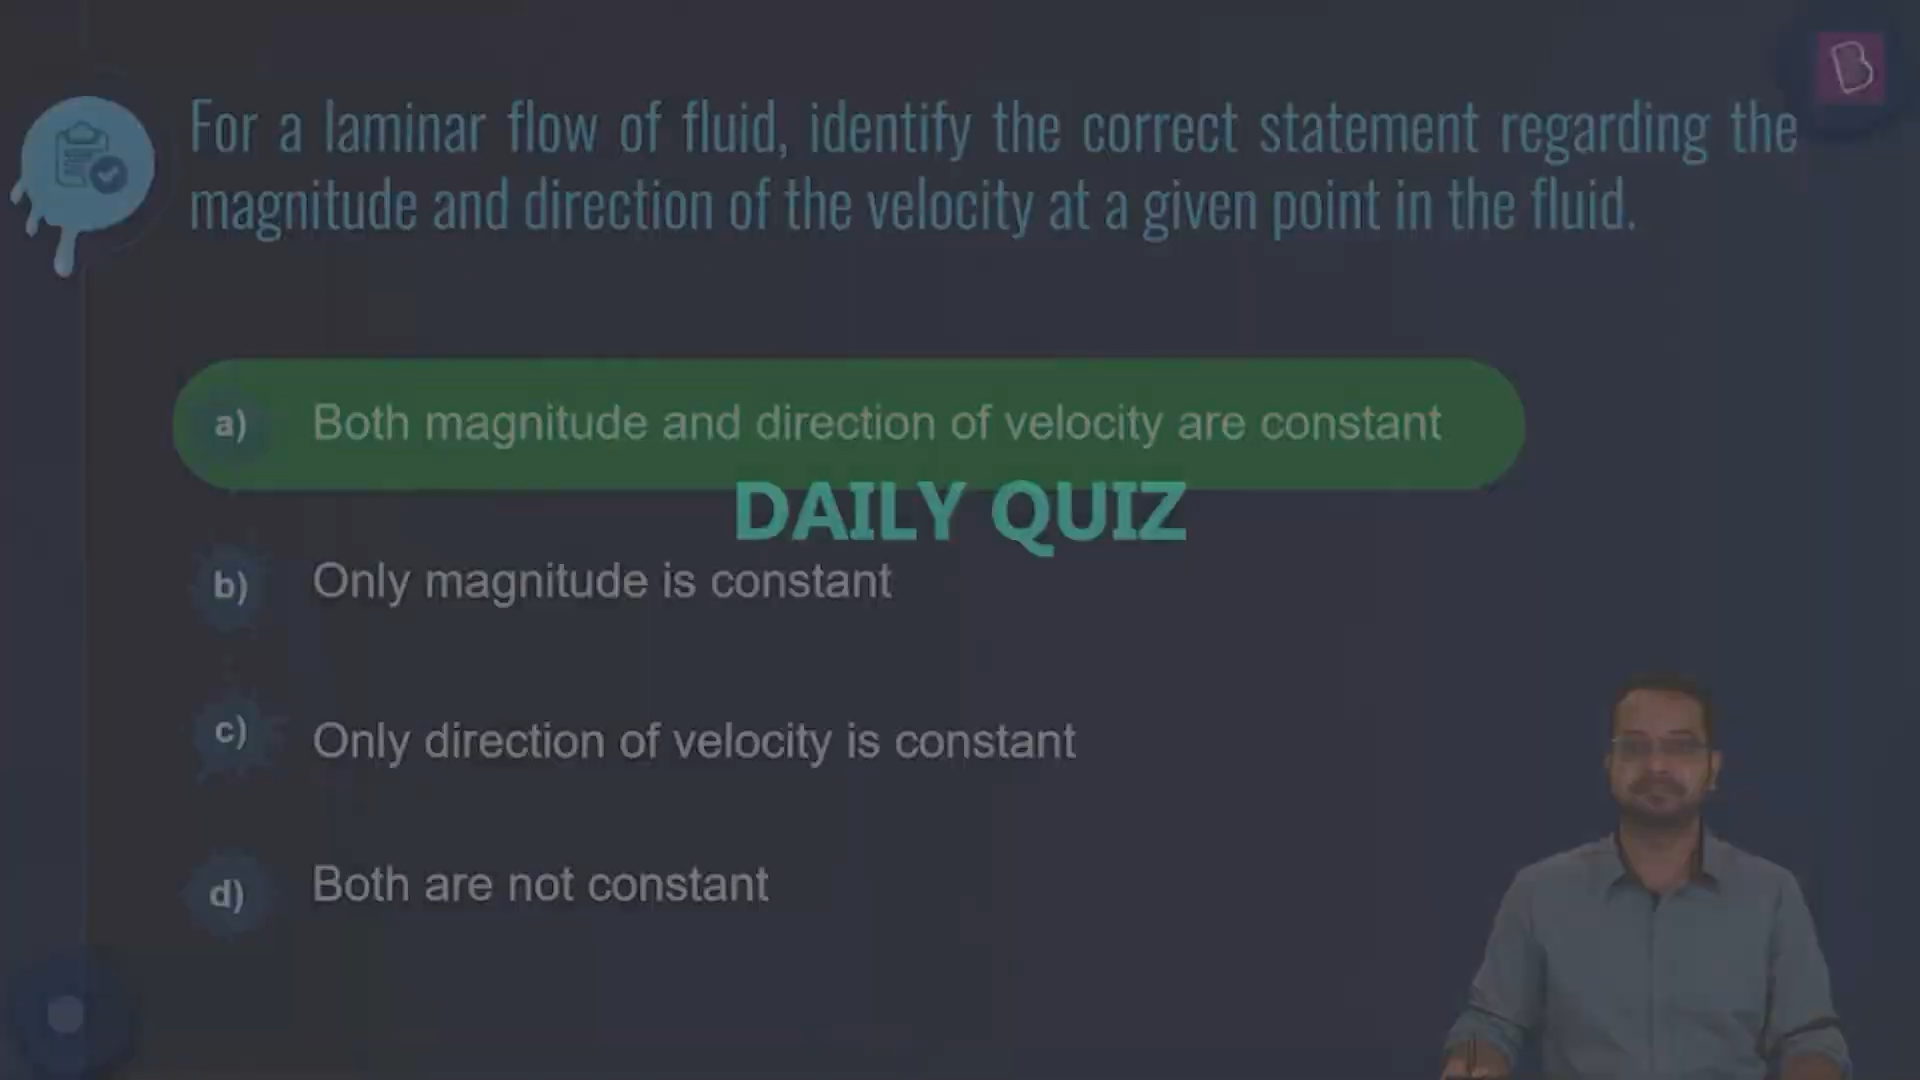 For a laminar flow of fluid, identify the correct statement regarding the
magnitude and direction of the velocity at a given point in the fluid.
a) Both magnitude and direction of velocity are constant
DAILY QUIZ
b) Only magnitude is constant
c) Only direction of velocity is constant
d) Both are not constant